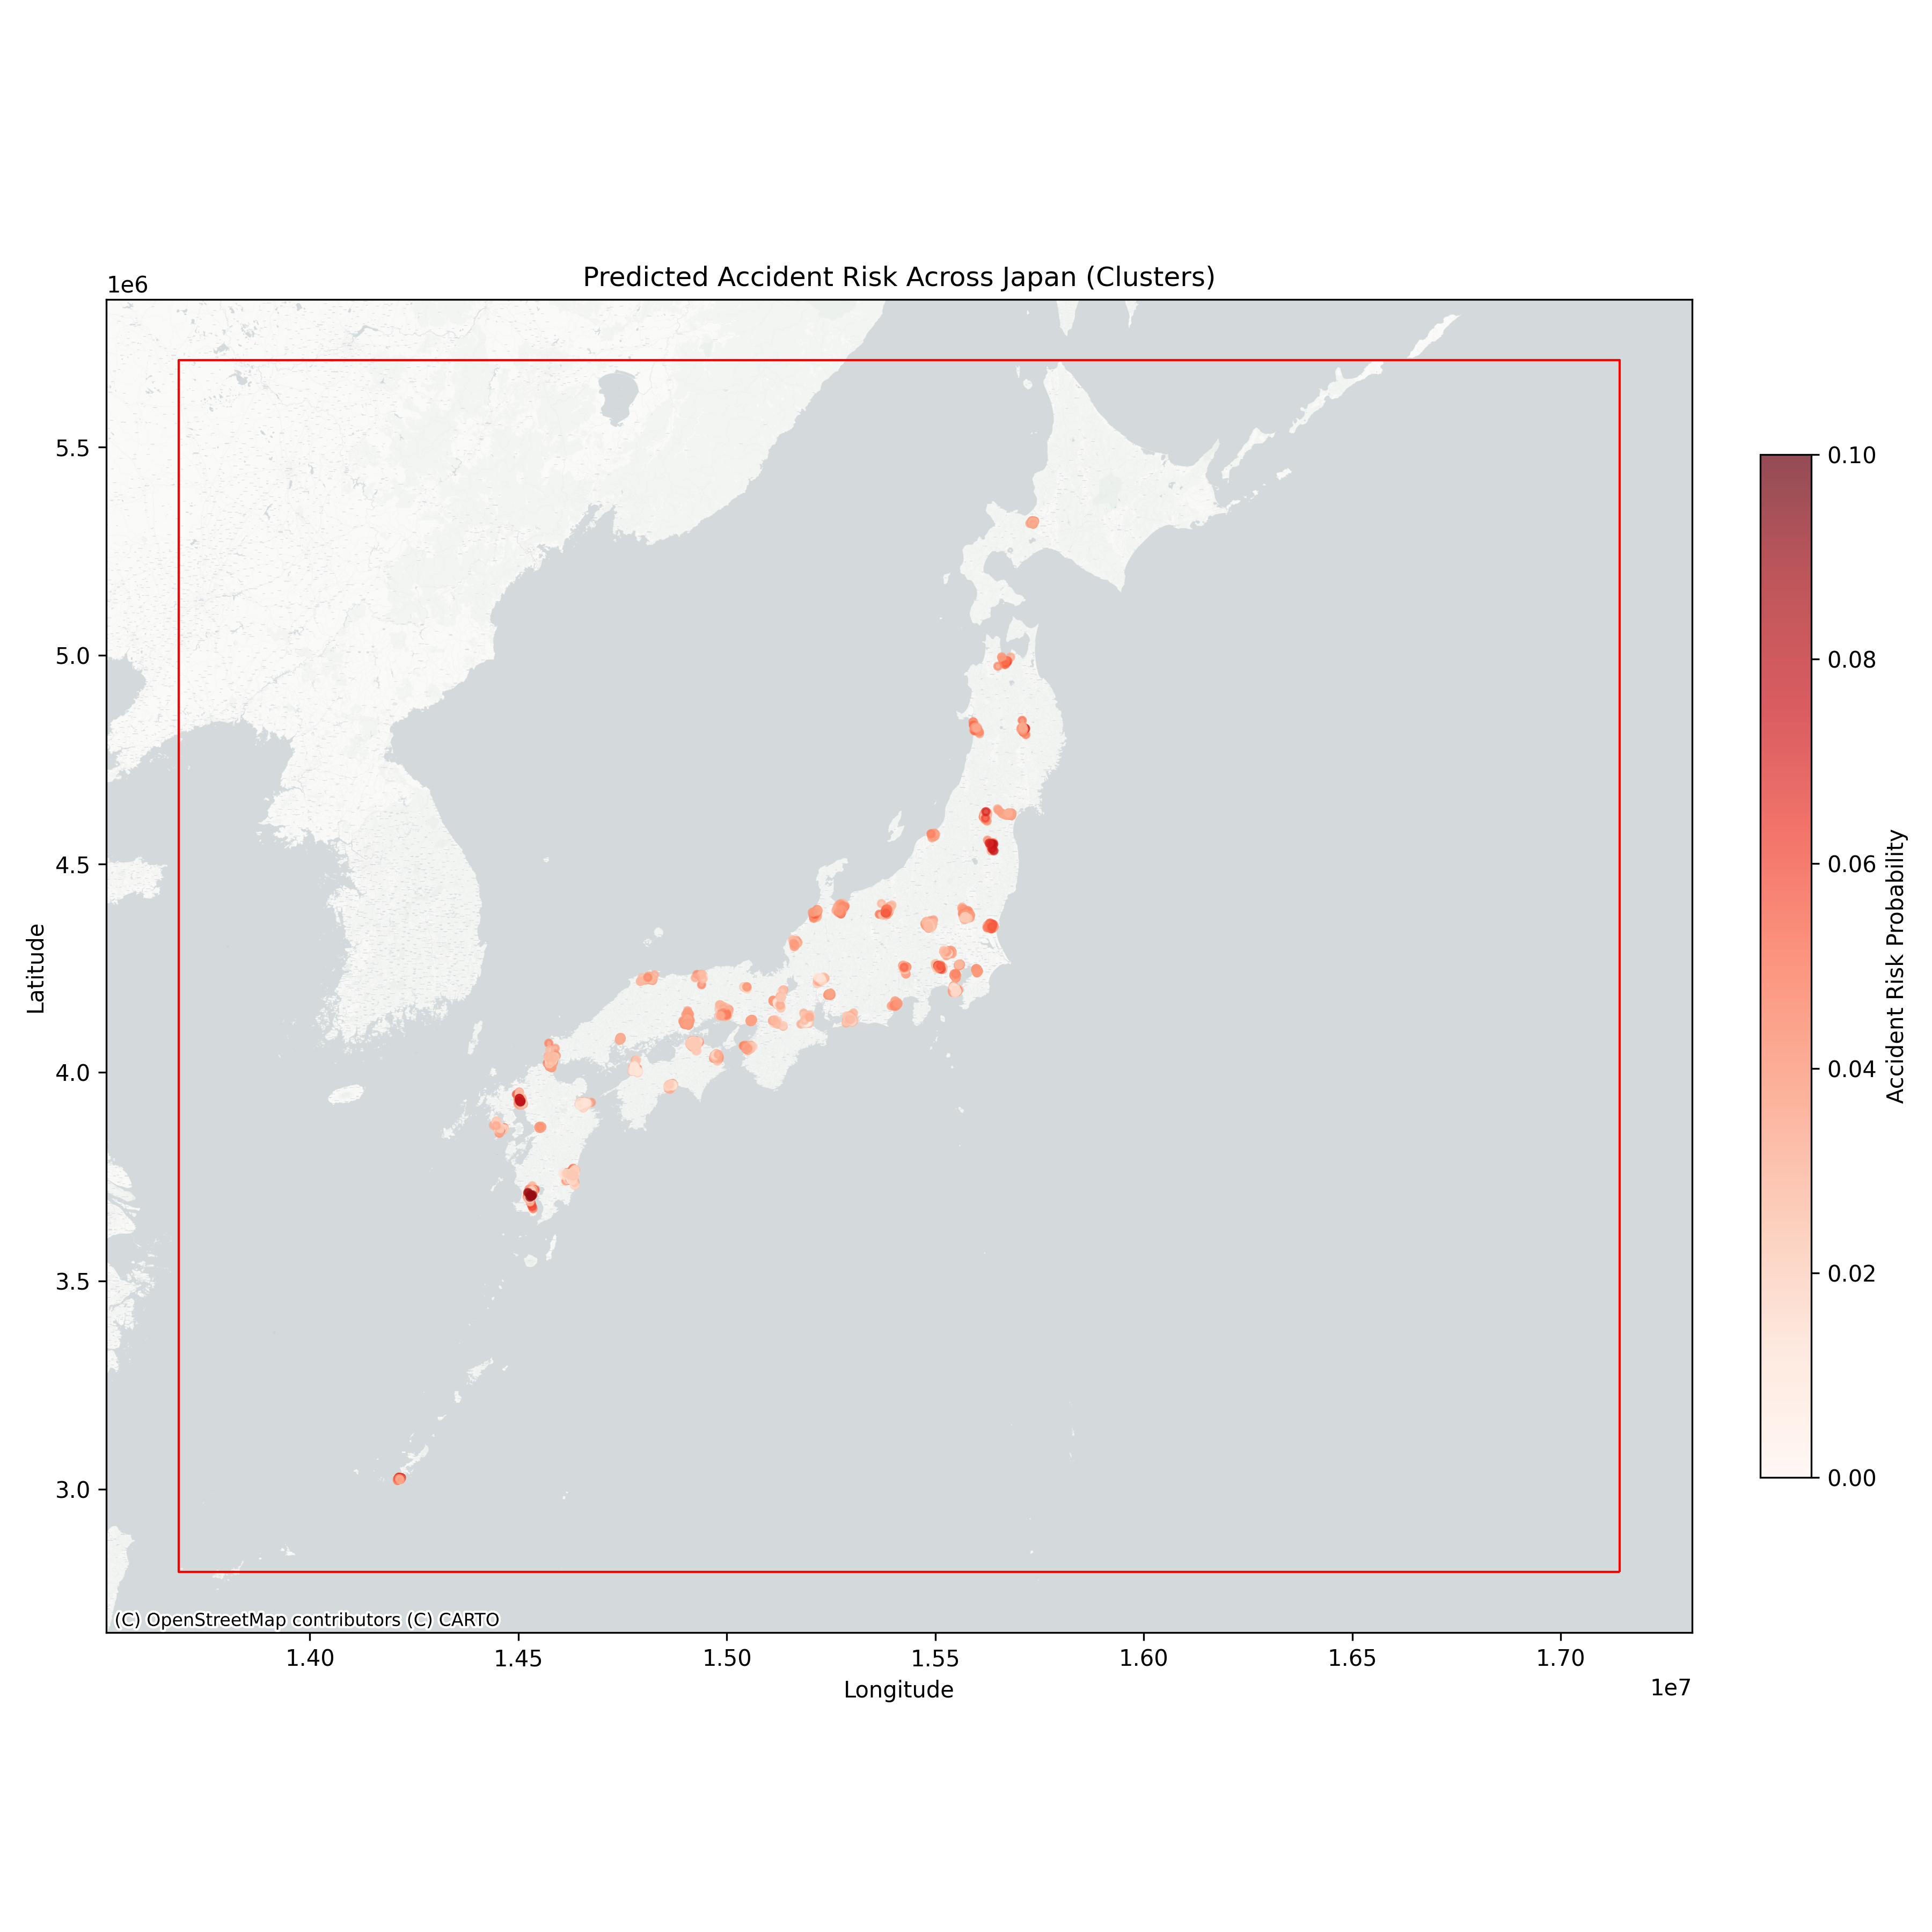 Predicted Accident Risk Across Japan (Clusters)
1e6
5.5
5.0
4.5
4.0
3.5
3.0
Latitude
(C) OpenStreetMap contributors (C) CARTO
1.40 1.45 1.50 1.55 1.60 1.65 1.70
Longitude
1e7
0.10
0.08
0.06
0.04
0.02
0.00
Accident Risk Probability